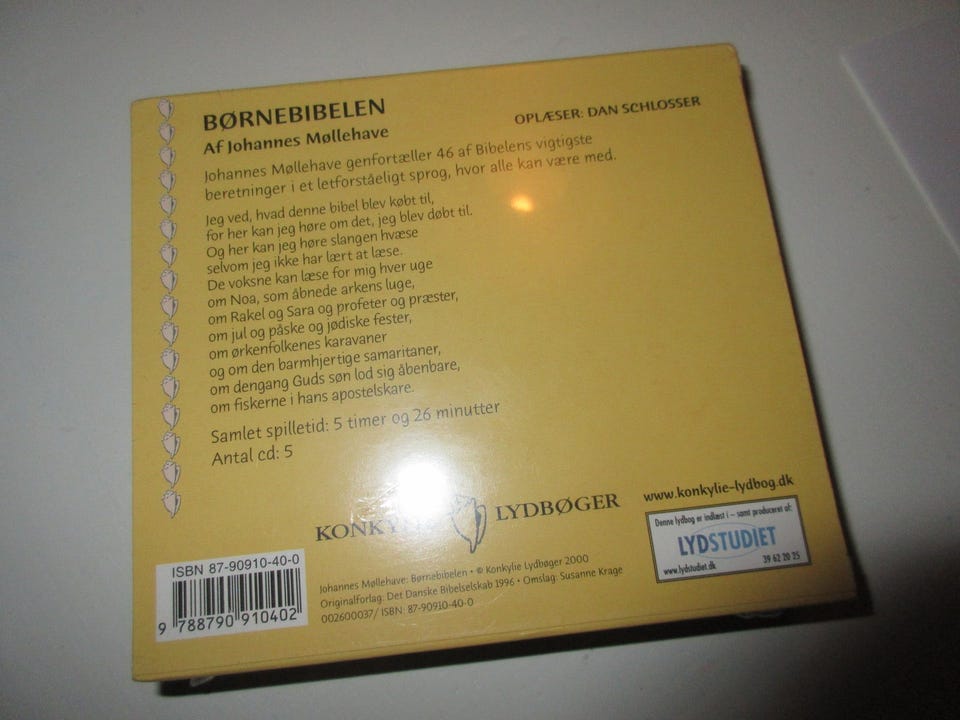 BØRNEBIBELEN
Af Johannes Møllehave
OPLÆSER: DAN SCHLOSSER
Johannes Møllehave genfortæller 46 af Bibelens vigtigste
beretninger i et letforståeligt sprog, hvor alle kan være med.
Jeg ved, hvad denne bibel blev købt til,
for her kan jeg høre om det, jeg blev døbt til.
Og her kan jeg høre slangen hvæse
selvom jeg ikke har lært at læse.
De voksne kan læse for mig hver uge
om Noa, som åbnede arkens luge,
om Rakel og Sara og profeter og præster,
om jul og påske og jødiske fester,
om ørkenfolkenes karavaner
og om den barmhjertige samaritaner,
om dengang Guds søn lod sig åbenbare,
om fiskerne i hans apostelskare.
Samlet spilletid: 5 timer og 26 minutter
Antal cd: 5
KONKYLIE LYDBØGER
www.konkylie-lydbog.dk
Denne lydbog er indlæst i – samt produceret af:
LYDSTUDIET
39 62 20 25
www.lydstudiet.dk
ISBN 87-90910-40-0
9 788790 910402
Johannes Møllehave: Børnebibelen • ℗ Konkylie Lydbøger 2000
Originalforlag: Det Danske Bibelselskab 1996 • Omslag: Susanne Krage
002600037/ ISBN: 87-90910-40-0